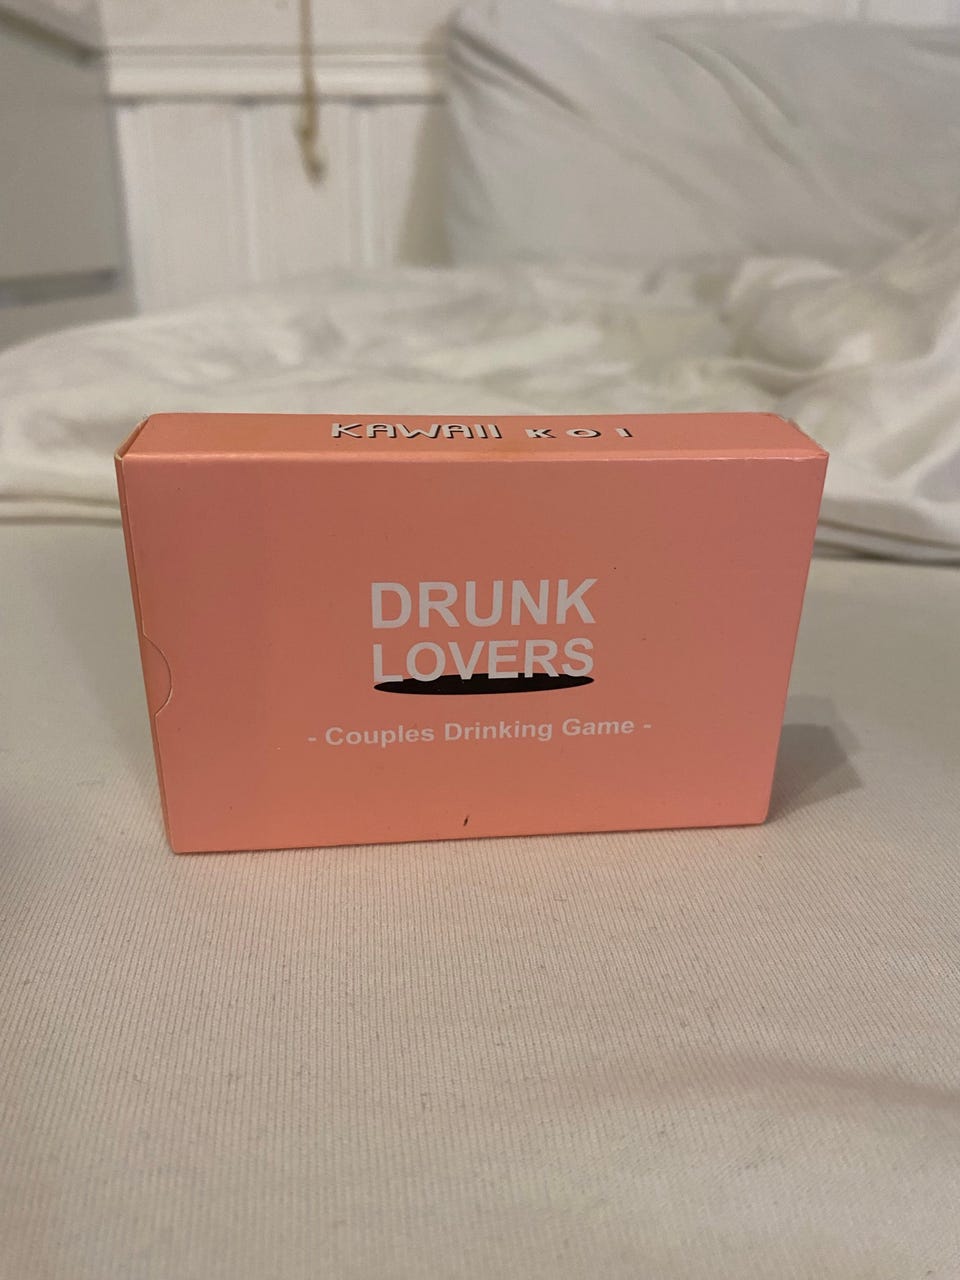 KAWAII KOI
DRUNK
LOVERS
- Couples Drinking Game -